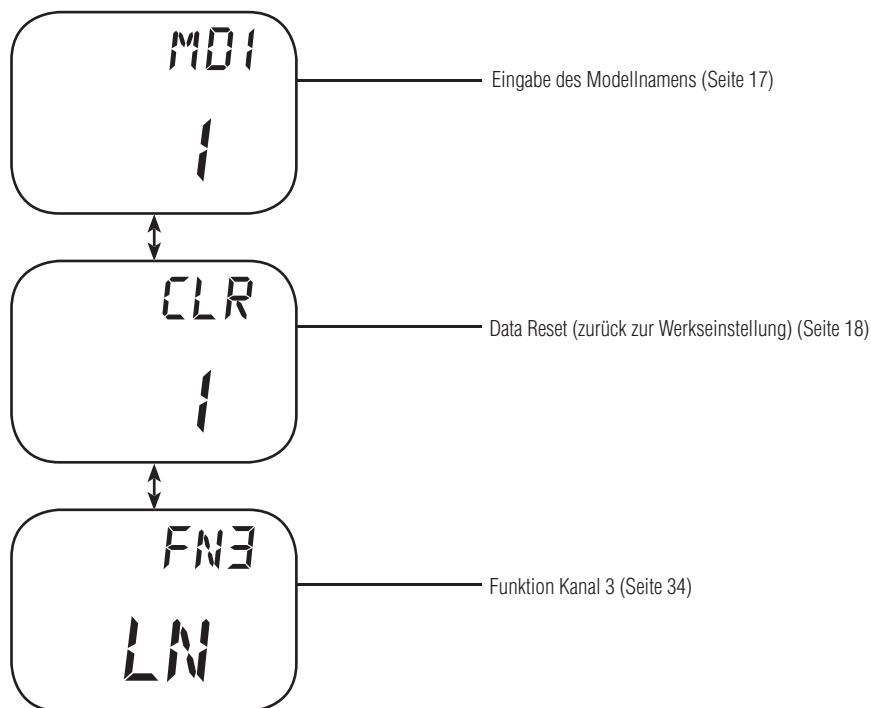 MD1
Eingabe des Modellnamens (Seite 17)
1
CLR
Data Reset (zurück zur Werkseinstellung) (Seite 18)
1
FN3
Funktion Kanal 3 (Seite 34)
LN